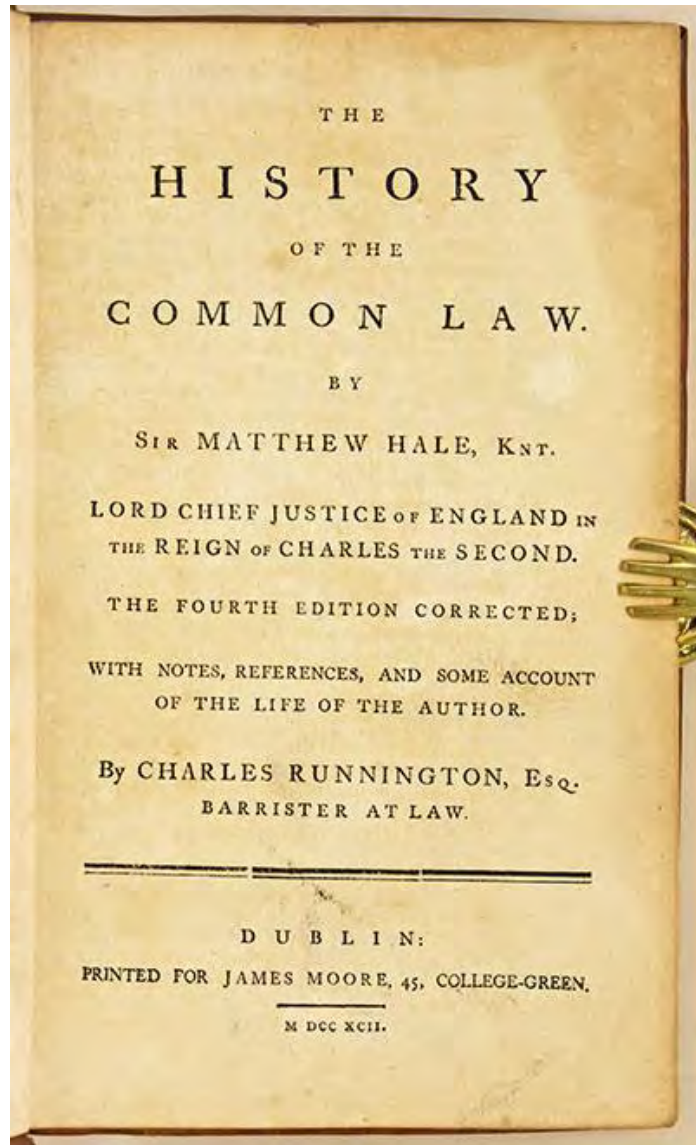 THE
HISTORY
OF THE
COMMON LAW.
BY
SIR MATTHEW HALE, KNT.
LORD CHIEF JUSTICE OF ENGLAND IN
THE REIGN OF CHARLES THE SECOND.
THE FOURTH EDITION CORRECTED;
WITH NOTES, REFERENCES, AND SOME ACCOUNT
OF THE LIFE OF THE AUTHOR.
By CHARLES RUNNINGTON, ESQ.
BARRISTER AT LAW.
DUBLIN:
PRINTED FOR JAMES MOORE, 45, COLLEGE-GREEN.
M DCC XCII.